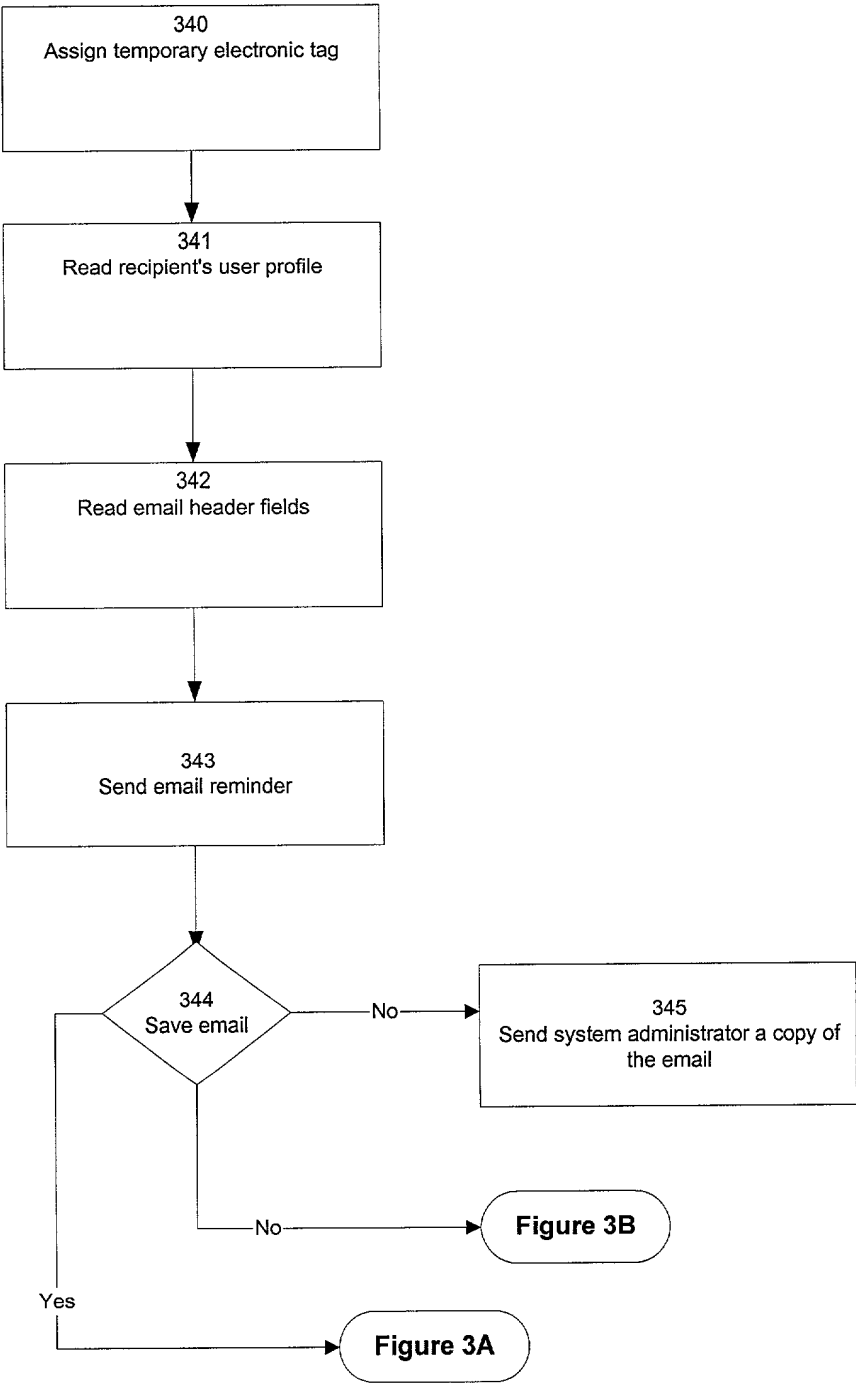 340
Assign temporary electronic tag
341
Read recipient's user profile
342
Read email header fields
343
Send email reminder
344
Save email
No
345
Send system administrator a copy of
the email
No
Figure 3B
Yes
Figure 3A